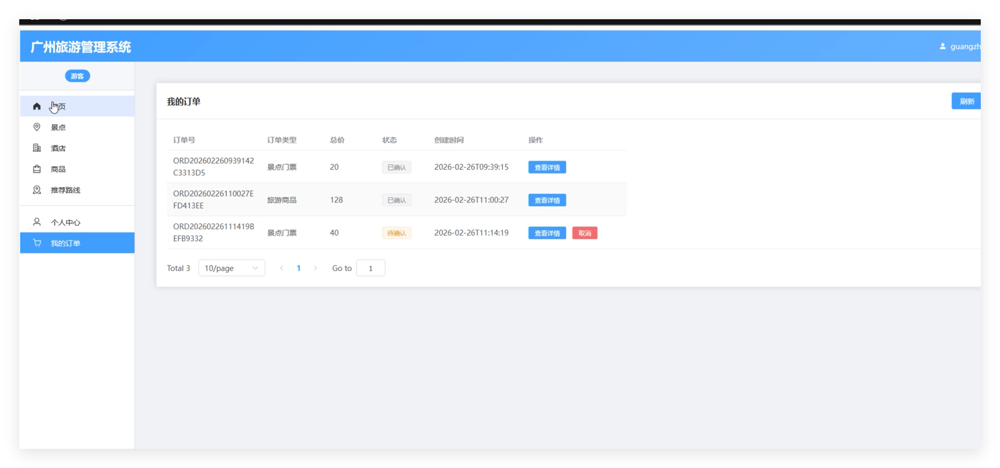 广州旅游管理系统
guangzh
游客
页
景点
酒店
商品
推荐路线
个人中心
我的订单
我的订单
刷新
订单号 订单类型 总价 状态 创建时间 操作
ORD202602260939142
C3313D5
景点门票 20 已确认 2026-02-26T09:39:15 查看详情
ORD20260226110027E
FD413EE
旅游商品 128 已确认 2026-02-26T11:00:27 查看详情
ORD20260226111419B
EFB9332
景点门票 40 待确认 2026-02-26T11:14:19 查看详情 取消
Total 3 10/page 1 Go to 1